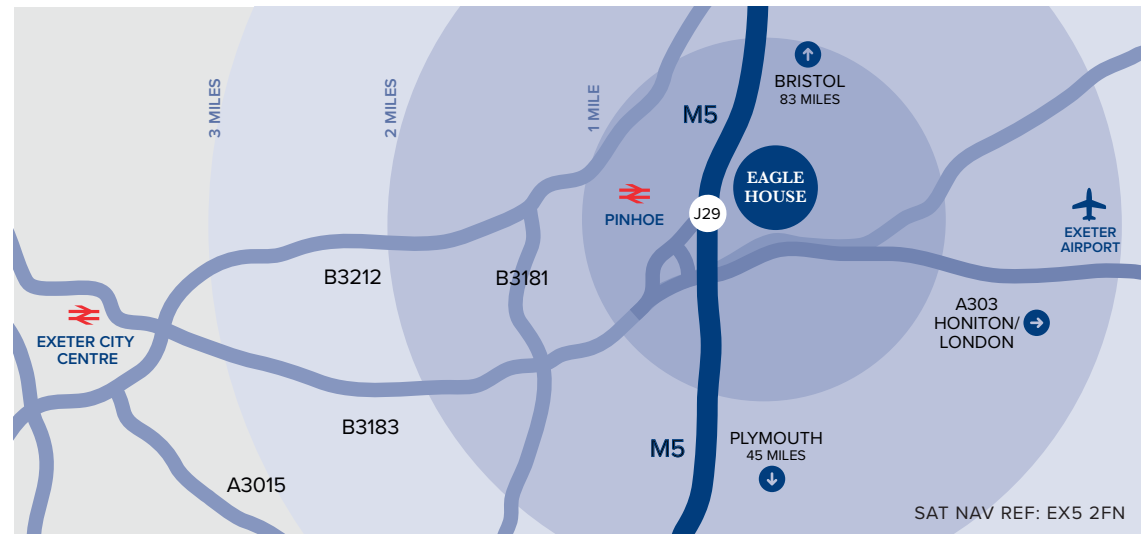 3 MILES
2 MILES
1 MILE
BRISTOL
83 MILES
M5
EAGLE
HOUSE
PINHOE
J29
EXETER
AIRPORT
B3212
B3181
A303
HONITON/
LONDON
EXETER CITY
CENTRE
B3183
M5
PLYMOUTH
45 MILES
A3015
SAT NAV REF: EX5 2FN